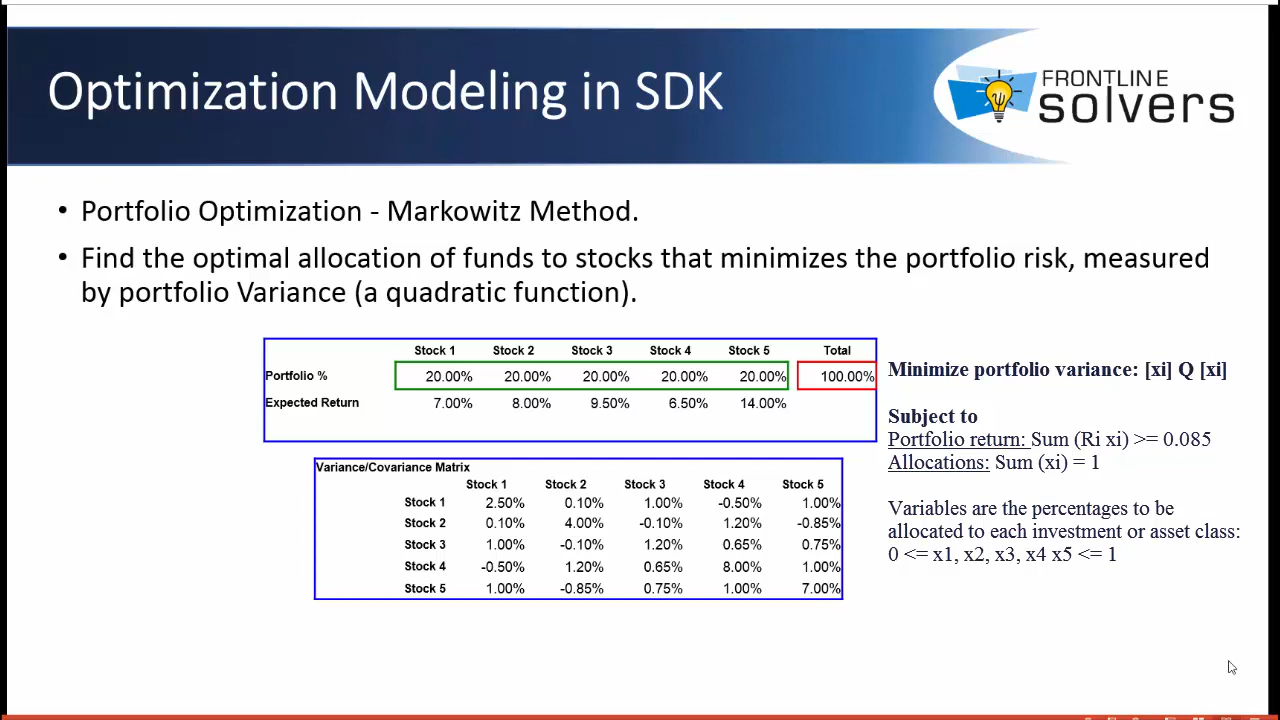 Optimization Modeling in SDK
FRONTLINE
solvers
• Portfolio Optimization - Markowitz Method.
• Find the optimal allocation of funds to stocks that minimizes the portfolio risk, measured
by portfolio Variance (a quadratic function).
Stock 1 Stock 2 Stock 3 Stock 4 Stock 5 Total
Portfolio % 20.00% 20.00% 20.00% 20.00% 20.00% 100.00%
Expected Return 7.00% 8.00% 9.50% 6.50% 14.00%
Variance/Covariance Matrix
Stock 1 Stock 2 Stock 3 Stock 4 Stock 5
Stock 1 2.50% 0.10% 1.00% -0.50% 1.00%
Stock 2 0.10% 4.00% -0.10% 1.20% -0.85%
Stock 3 1.00% -0.10% 1.20% 0.65% 0.75%
Stock 4 -0.50% 1.20% 0.65% 8.00% 1.00%
Stock 5 1.00% -0.85% 0.75% 1.00% 7.00%
Minimize portfolio variance: [xi] Q [xi]
Subject to
Portfolio return: Sum (Ri xi) >= 0.085
Allocations: Sum (xi) = 1
Variables are the percentages to be
allocated to each investment or asset class:
0 <= x1, x2, x3, x4 x5 <= 1